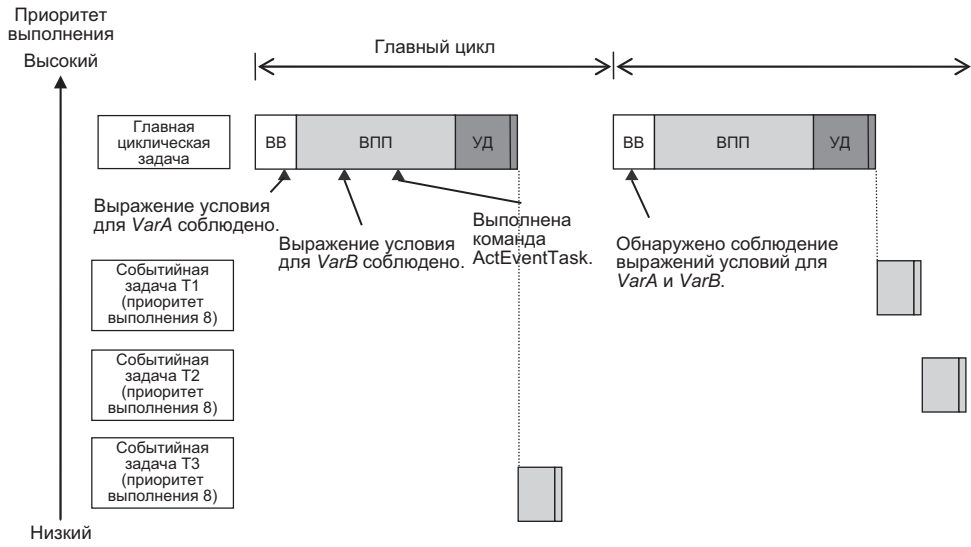 Приоритет
выполнения
Высокий
Главный цикл
Главная
циклическая
задача
ВВ
ВПП
УД
ВВ
ВПП
УД
Выражение условия
для VarA соблюдено.
Выражение условия
для VarB соблюдено.
Выполнена
команда
ActEventTask.
Обнаружено соблюдение
выражений условий для
VarA и VarB.
Событийная
задача T1
(приоритет
выполнения 8)
Событийная
задача T2
(приоритет
выполнения 8)
Событийная
задача T3
(приоритет
выполнения 8)
Низкий